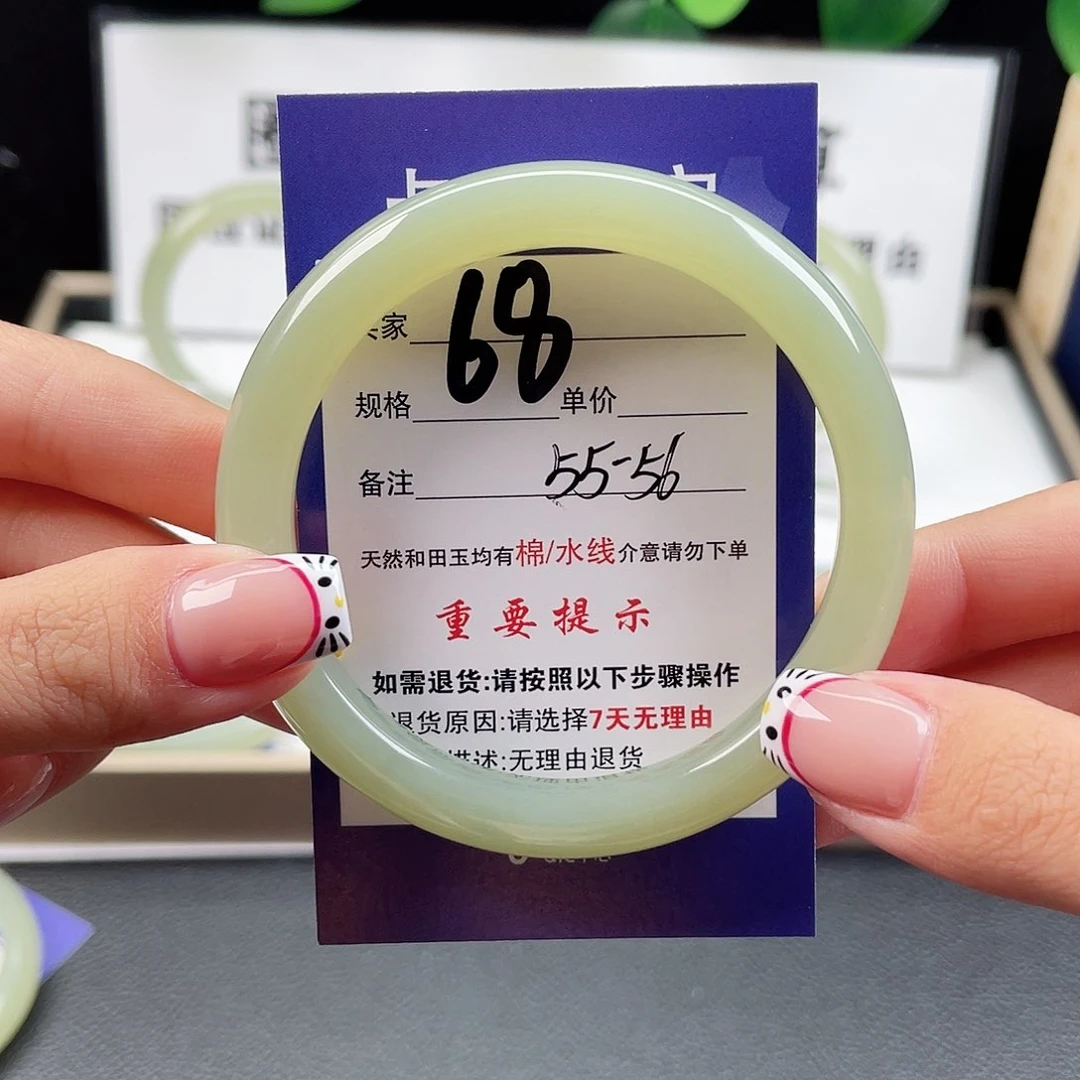 68
买家
规格 单价
备注 55-56
天然和田玉均有棉/水线介意请勿下单
重要提示
如需退货:请按照以下步骤操作
退货原因:请选择7天无理由
描述:无理由退货
理由